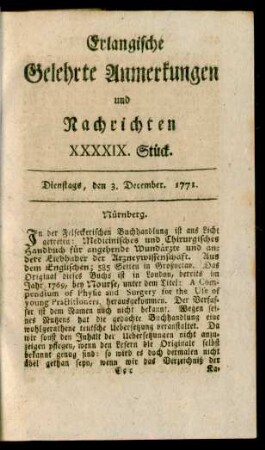 Erlangische
Gelehrte Anmerkungen
und
Nachrichten
XXXXIX. Stück.
Dienstags, den 3. December. 1771.
Nürnberg.
In der Felseckerischen Buchhandlung ist ans Licht
getretten: Medicinisches und Chirurgisches
Handbuch für angehende Wundärzte und an-
dere Liebhaber der Arzneywissenschaft. Aus
dem Englischen; 585 Seiten in Großoctav. Das
Original dieses Buchs ist in London, bereits im
Jahr 1769, bey Nourse, unter dem Titel: A Com-
pendium of Physic and Surgery for the Use of
young Practitioners, herausgekommen. Der Verfas-
ser ist dem Namen nach nicht bekannt. Wegen sei-
nes Nutzens hat die gedachte Buchhandlung eine
wohlgerathene teutsche Uebersetzung veranstaltet. Da
wir sonst den Inhalt der Uebersetzungen nicht anzu-
zeigen pflegen, wenn den Lesern die Originale selbst
bekannt genug sind: so wird es doch dermalen nicht
übel gethan seyn, wenn wir das Verzeichniß der
Ccc Ka-